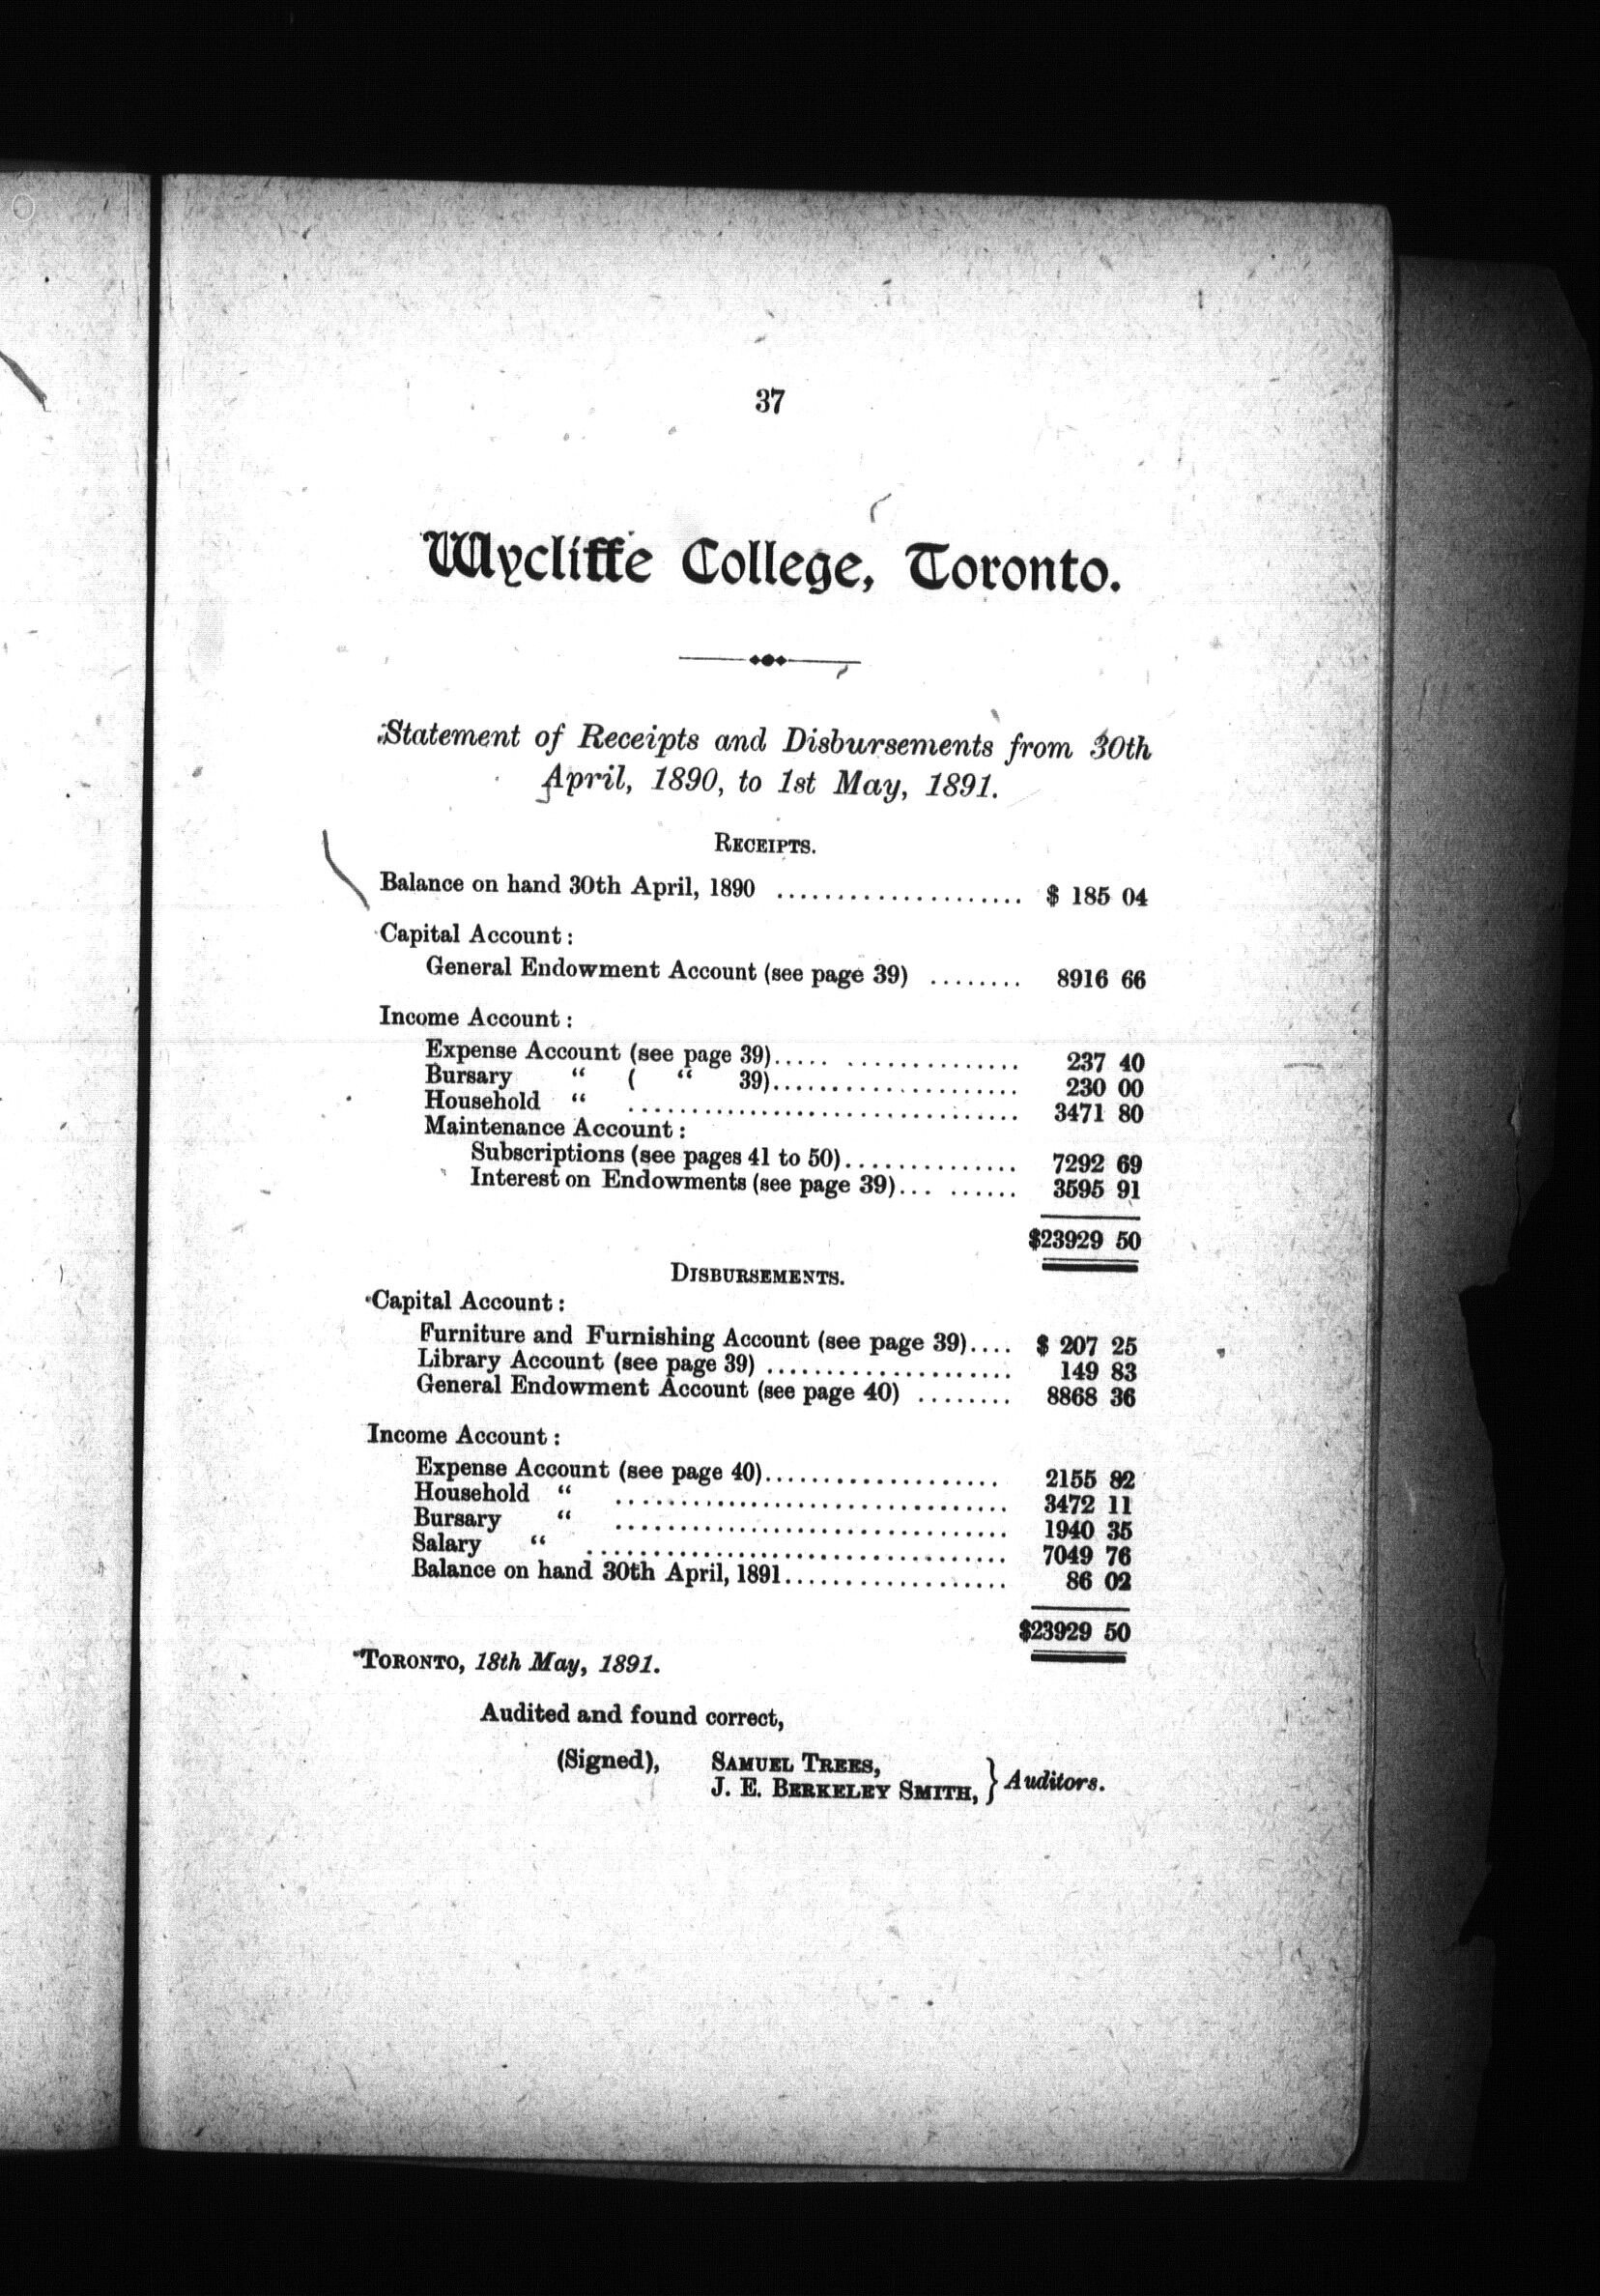 37
Wycliffe College, Toronto.
Statement of Receipts and Disbursements from 30th
April, 1890, to 1st May, 1891.
RECEIPTS.
Balance on hand 30th April, 1890 .................... $ 185 04
Capital Account:
General Endowment Account (see page 39) ........ 8916 66
Income Account:
Expense Account (see page 39)..... .............. 237 40
Bursary “ ( “ 39).................... 230 00
Household “ ................................ 3471 80
Maintenance Account:
Subscriptions (see pages 41 to 50).............. 7292 69
Interest on Endowments (see page 39)... ...... 3595 91
$23929 50
DISBURSEMENTS.
Capital Account:
Furniture and Furnishing Account (see page 39).... $ 207 25
Library Account (see page 39) .................... 149 83
General Endowment Account (see page 40) ........ 8868 36
Income Account:
Expense Account (see page 40)................... 2155 82
Household “ ................................ 3472 11
Bursary “ ................................ 1940 35
Salary “ .................................. 7049 76
Balance on hand 30th April, 1891.................. 86 02
$23929 50
TORONTO, 18th May, 1891.
Audited and found correct,
(Signed), SAMUEL TREES,
J. E. BERKELEY SMITH, } Auditors.